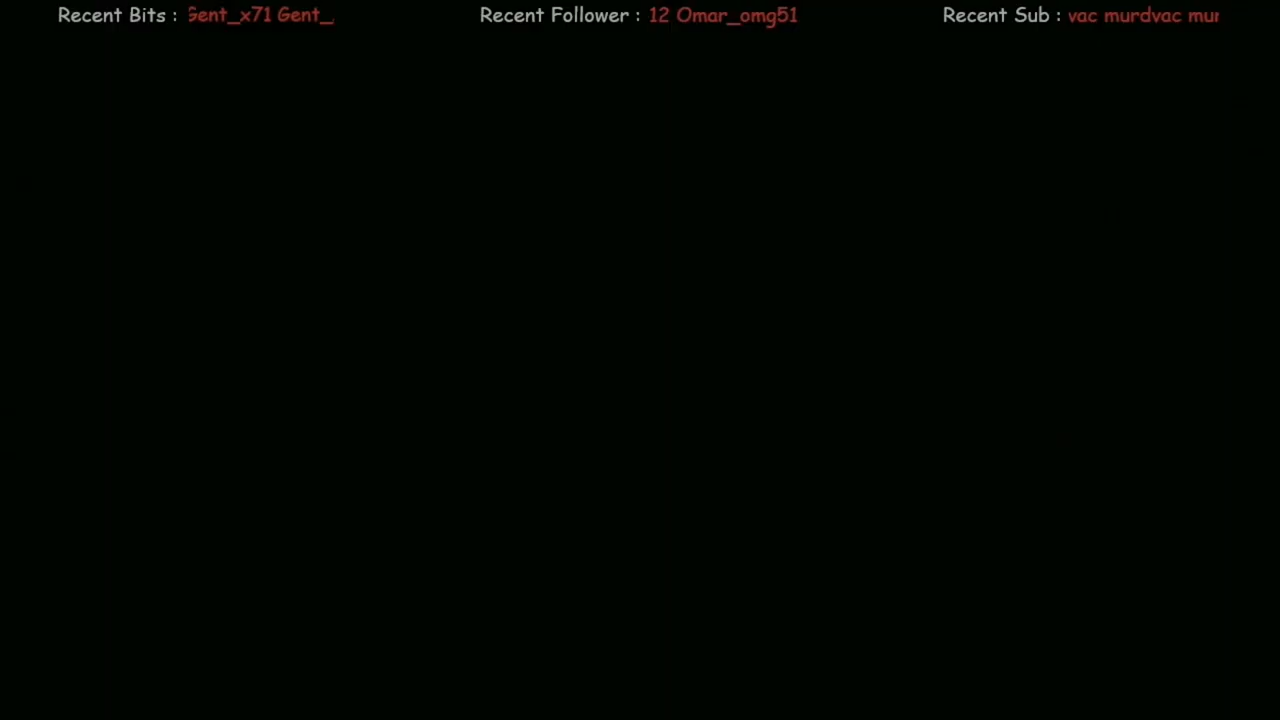 Recent Bits : Gent_x71 Gent_ Recent Follower : 12 Omar_omg51 Recent Sub : vac murdvac mur